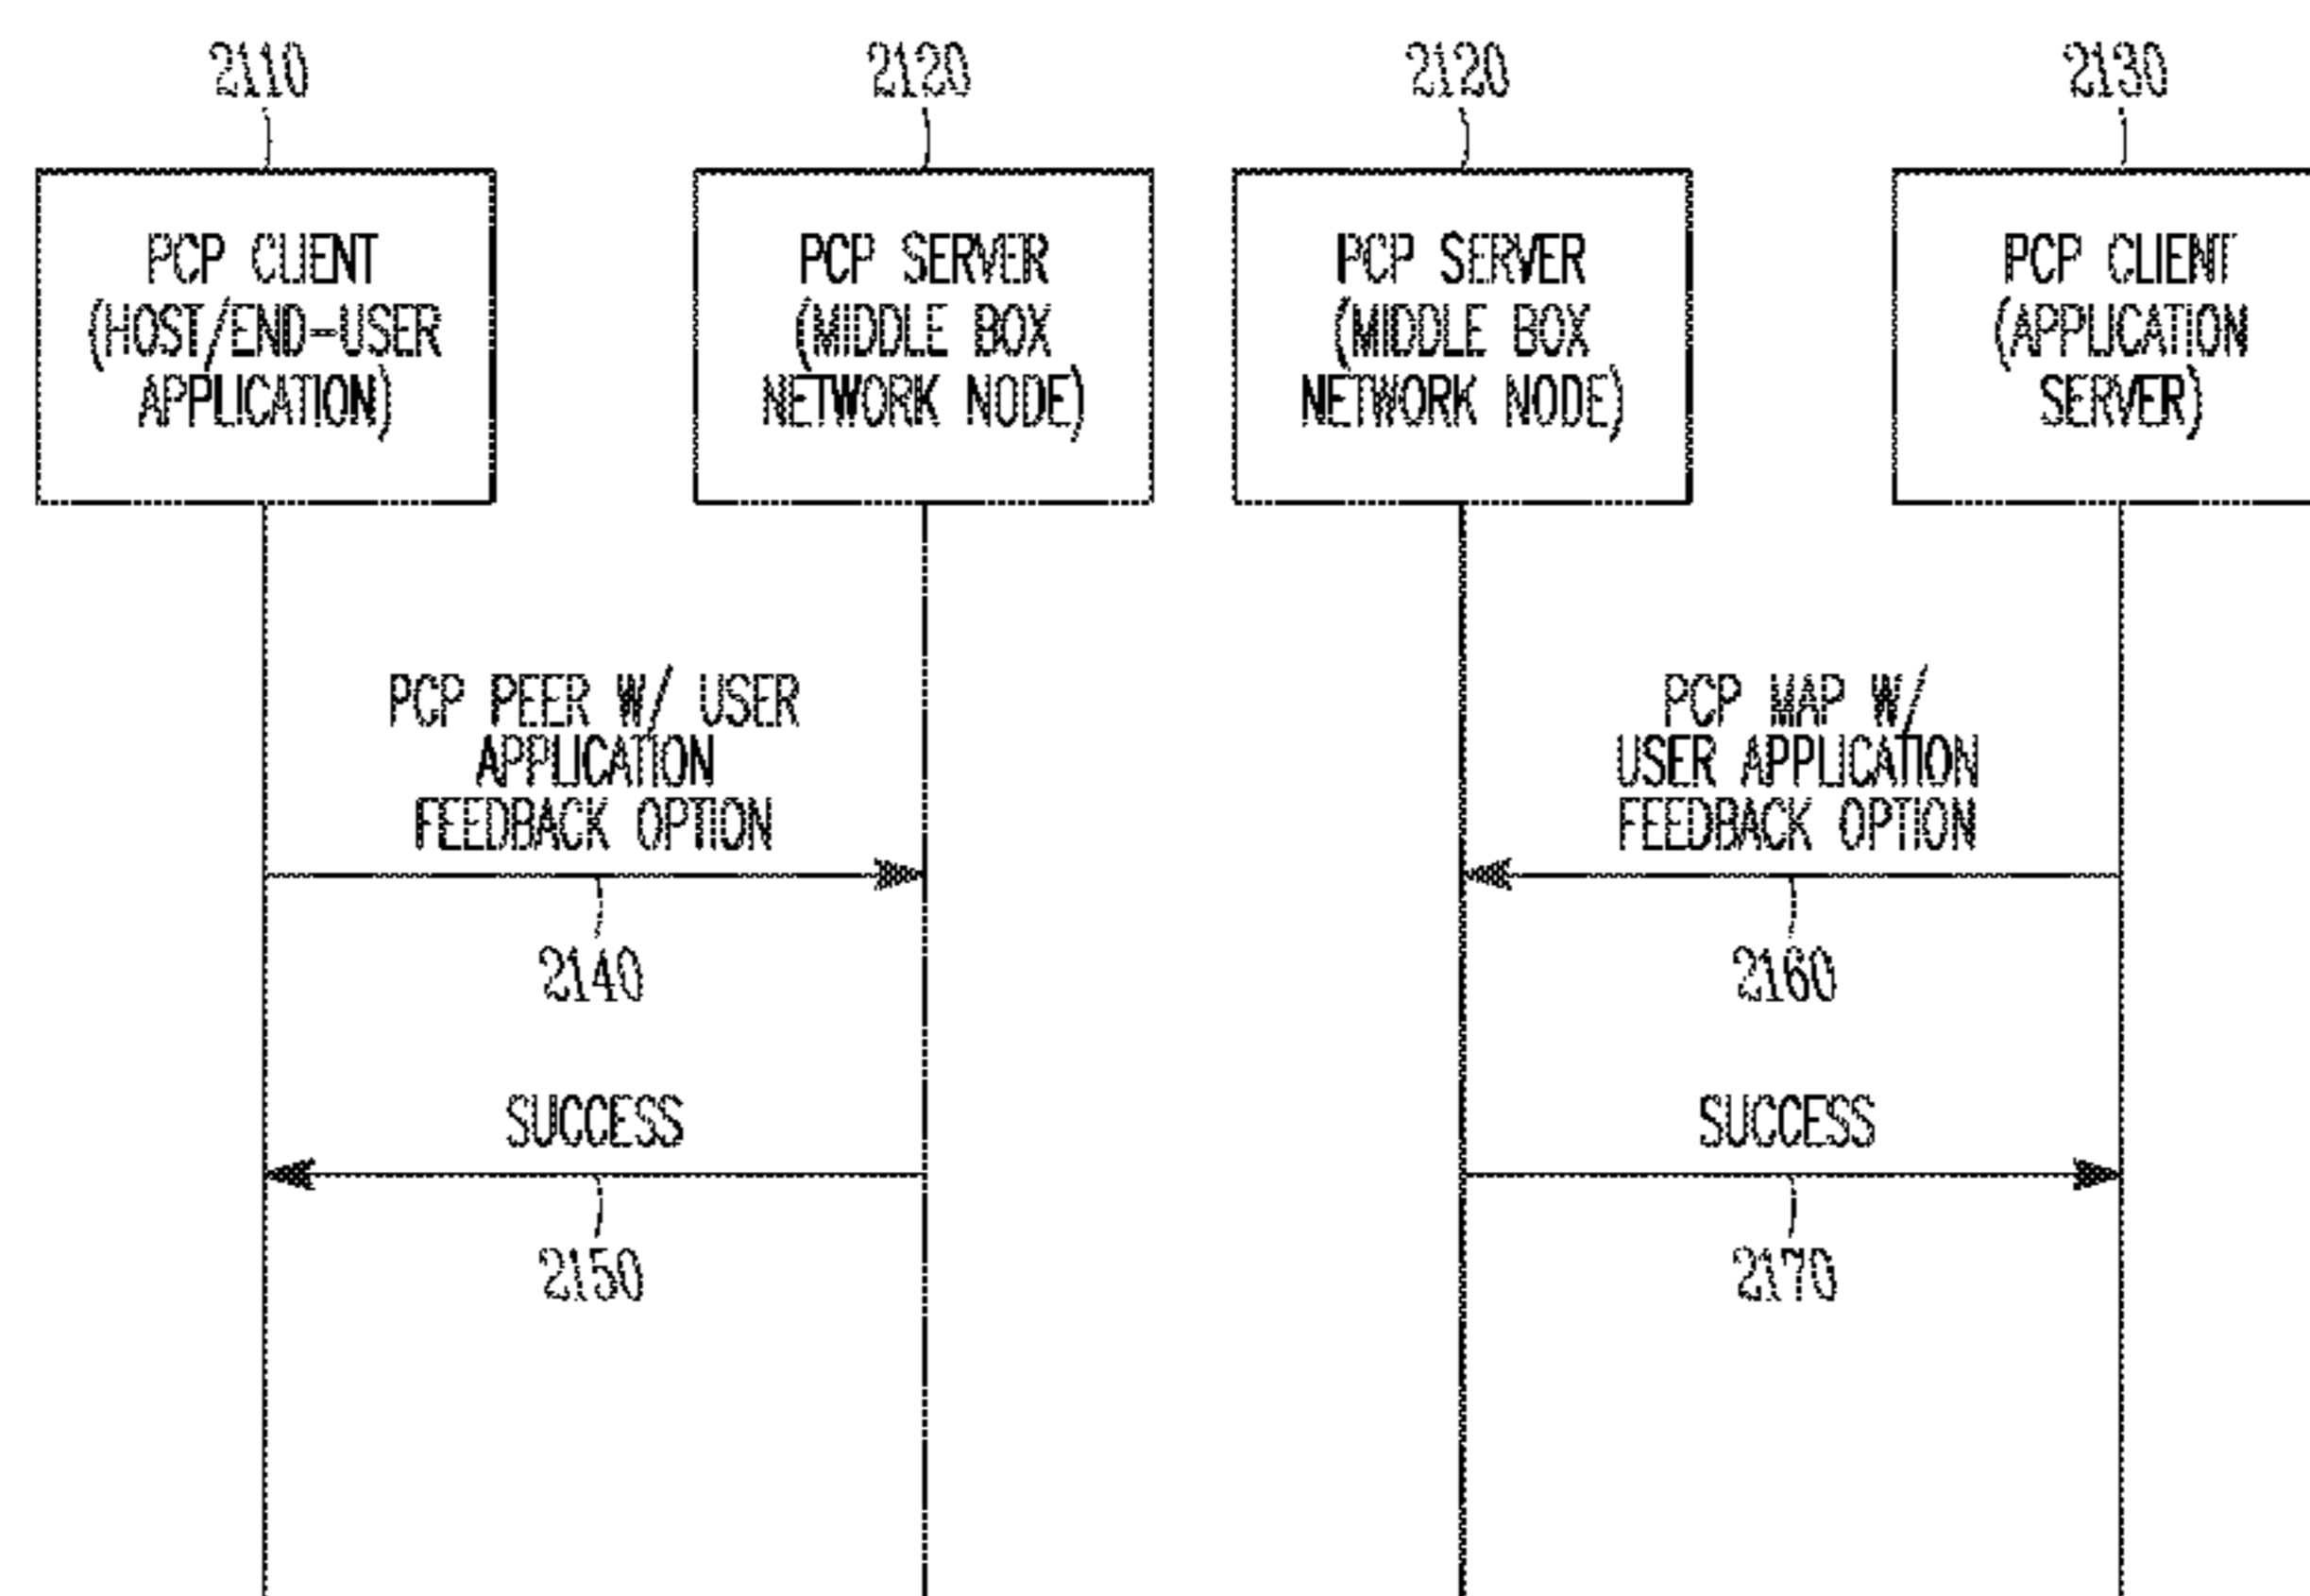 2110
2120
2120
2130
PCP CLIENT
(HOST/END-USER
APPLICATION)
PCP SERVER
(MIDDLE BOX
NETWORK NODE)
PCP SERVER
(MIDDLE BOX
NETWORK NODE)
PCP CLIENT
(APPLICATION
SERVER)
PCP PEER W/ USER
APPLICATION
FEEDBACK OPTION
2140
PCP MAP W/
USER APPLICATION
FEEDBACK OPTION
2160
SUCCESS
2150
SUCCESS
2170